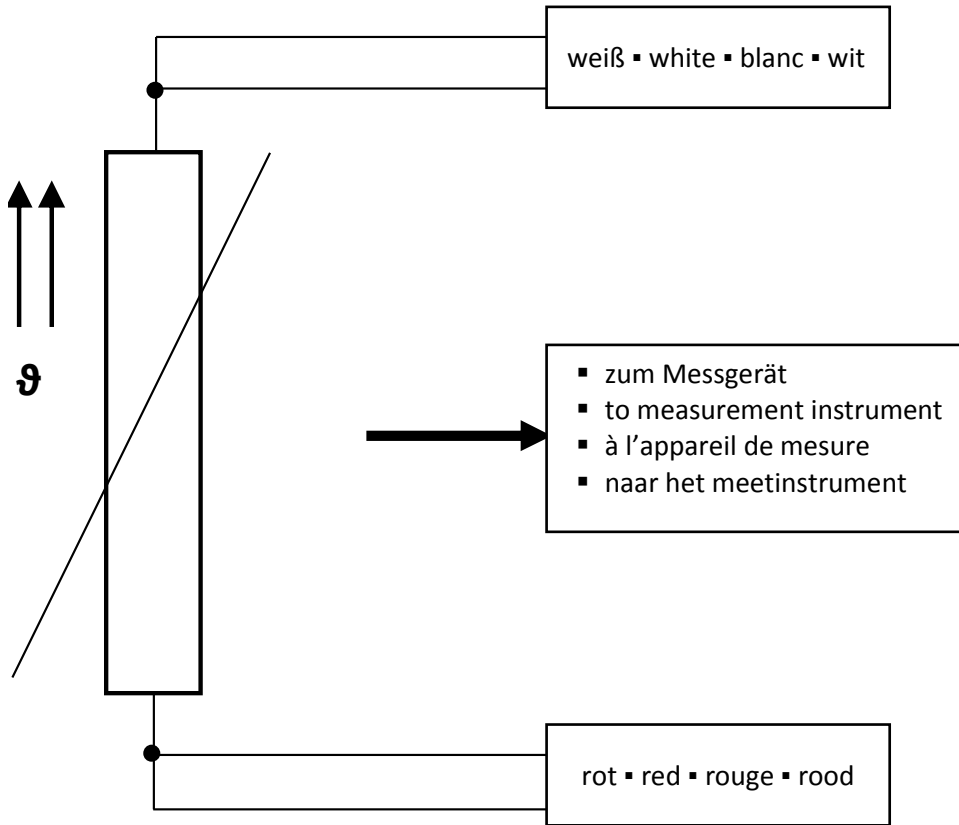 weiß ▪ white ▪ blanc ▪ wit
ϑ
▪ zum Messgerät
▪ to measurement instrument
▪ à l’appareil de mesure
▪ naar het meetinstrument
rot ▪ red ▪ rouge ▪ rood